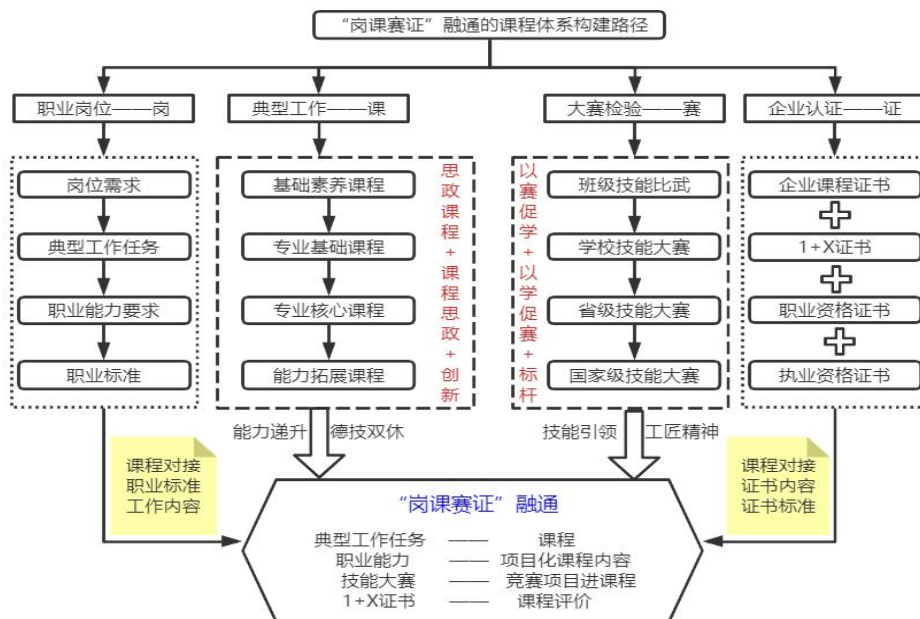 “岗课赛证”融通的课程体系构建路径
职业岗位——岗
典型工作——课
大赛检验——赛
企业认证——证
岗位需求
典型工作任务
职业能力要求
职业标准
基础素养课程
专业基础课程
专业核心课程
能力拓展课程
思政课程+课程思政+创新
以赛促学+以学促赛+标杆
班级技能比武
学校技能大赛
省级技能大赛
国家级技能大赛
企业课程证书
1+X证书
职业资格证书
执业资格证书
能力递升
德技双休
技能引领
工匠精神
课程对接
职业标准
工作内容
课程对接
证书内容
证书标准
“岗课赛证”融通
典型工作任务 —— 课程
职业能力 —— 项目化课程内容
技能大赛 —— 竞赛项目进课程
1+X证书 —— 课程评价